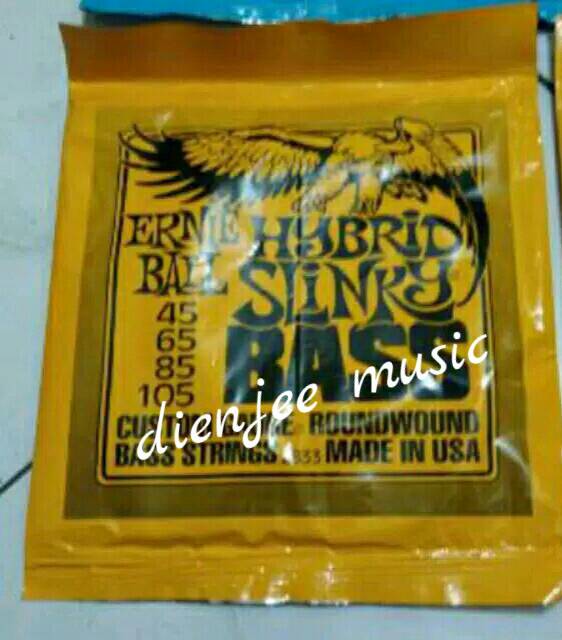 ERNiE BALL
HYBRiD SLiNKY BASS
45
65
85
105
dienjee music
ROUNDWOUND
BASS STRINGS MADE IN USA